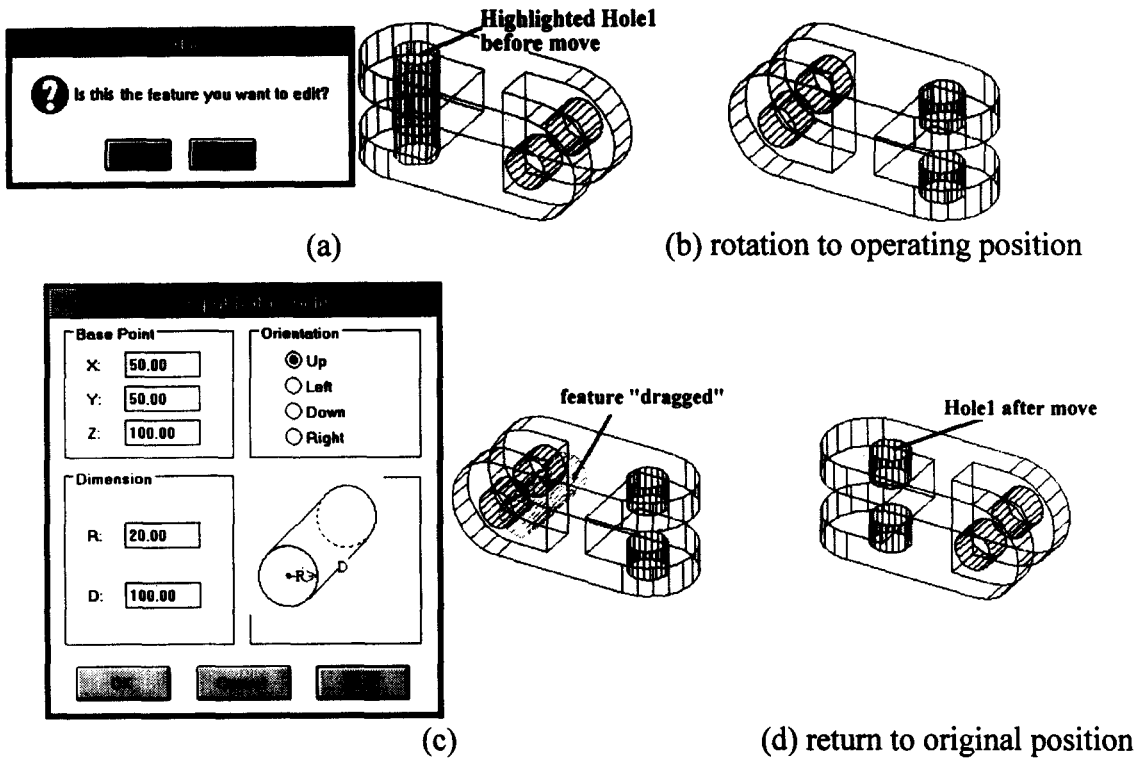 Highlighted Hole1
before move
Is this the feature you want to edit?
(a)
(b) rotation to operating position
Base Point
X: 50.00
Y: 50.00
Z: 100.00
Orientation
Up
Left
Down
Right
Dimension
R: 20.00
D: 100.00
R
D
OK
Cancel
(c)
feature "dragged"
Hole1 after move
(d) return to original position